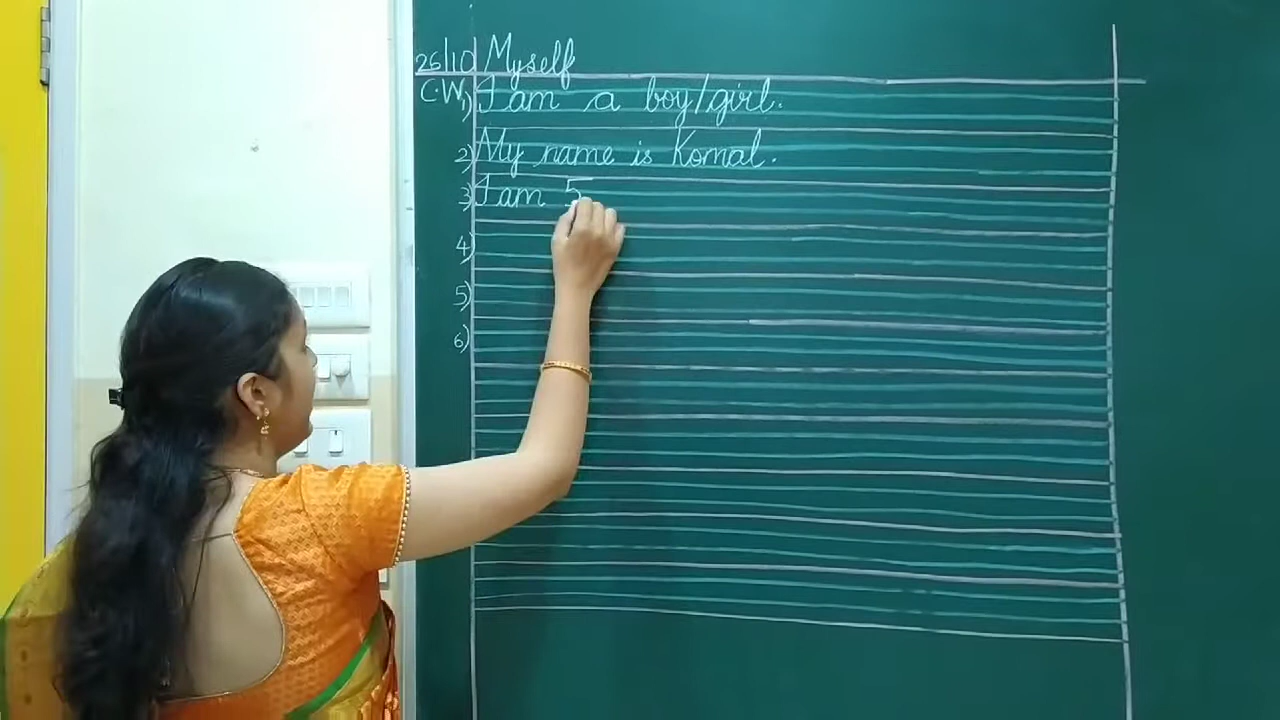 26/10 Myself
C.W. 1) I am a boy/girl.
2) My name is Komal.
3) I am 5
4)
5)
6)